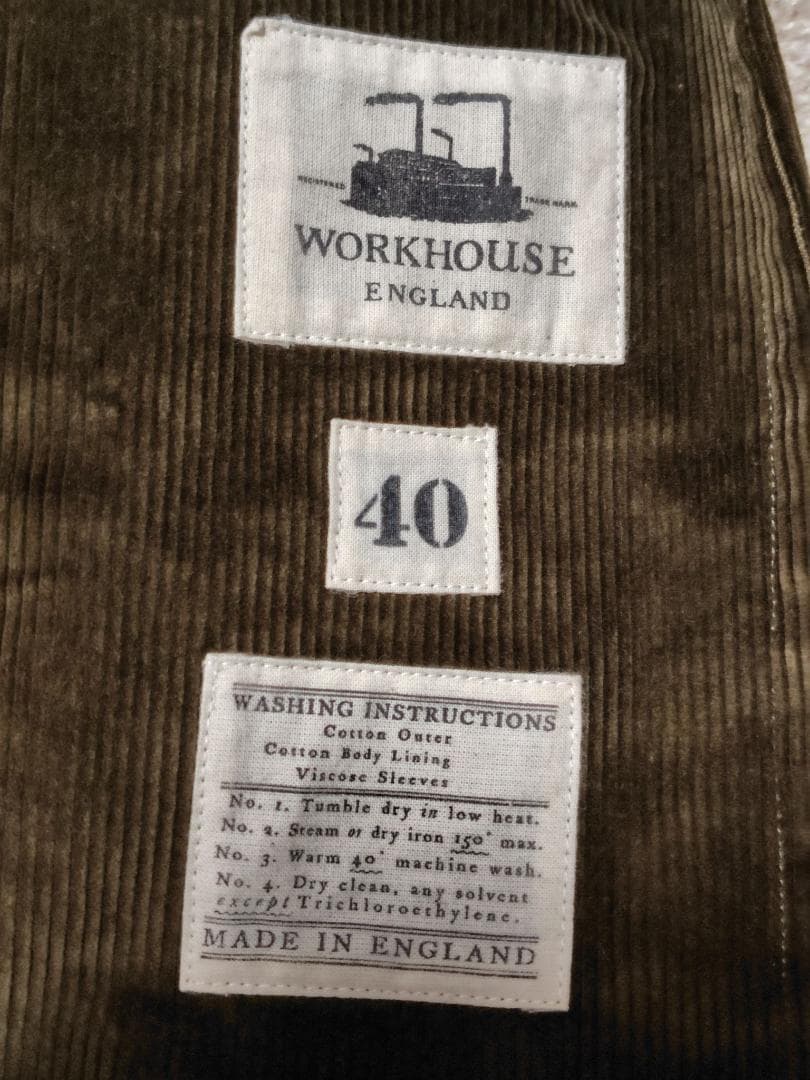 REGISTERED
TRADE MARK
WORKHOUSE
ENGLAND
40
WASHING INSTRUCTIONS
Cotton Outer
Cotton Body Lining
Viscose Sleeves
No. 1. Tumble dry in low heat.
No. 2. Steam or dry iron 150° max.
No. 3. Warm 40° machine wash.
No. 4. Dry clean, any solvent
except Trichloroethylene.
MADE IN ENGLAND